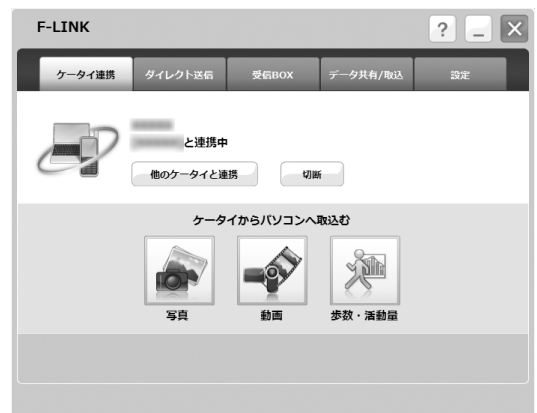 F-LINK
? _ ×
ケータイ連携 ダイレクト送信 受信BOX データ共有/取込 設定
と連携中
他のケータイと連携 切断
ケータイからパソコンへ取込む
写真 動画 歩数・活動量